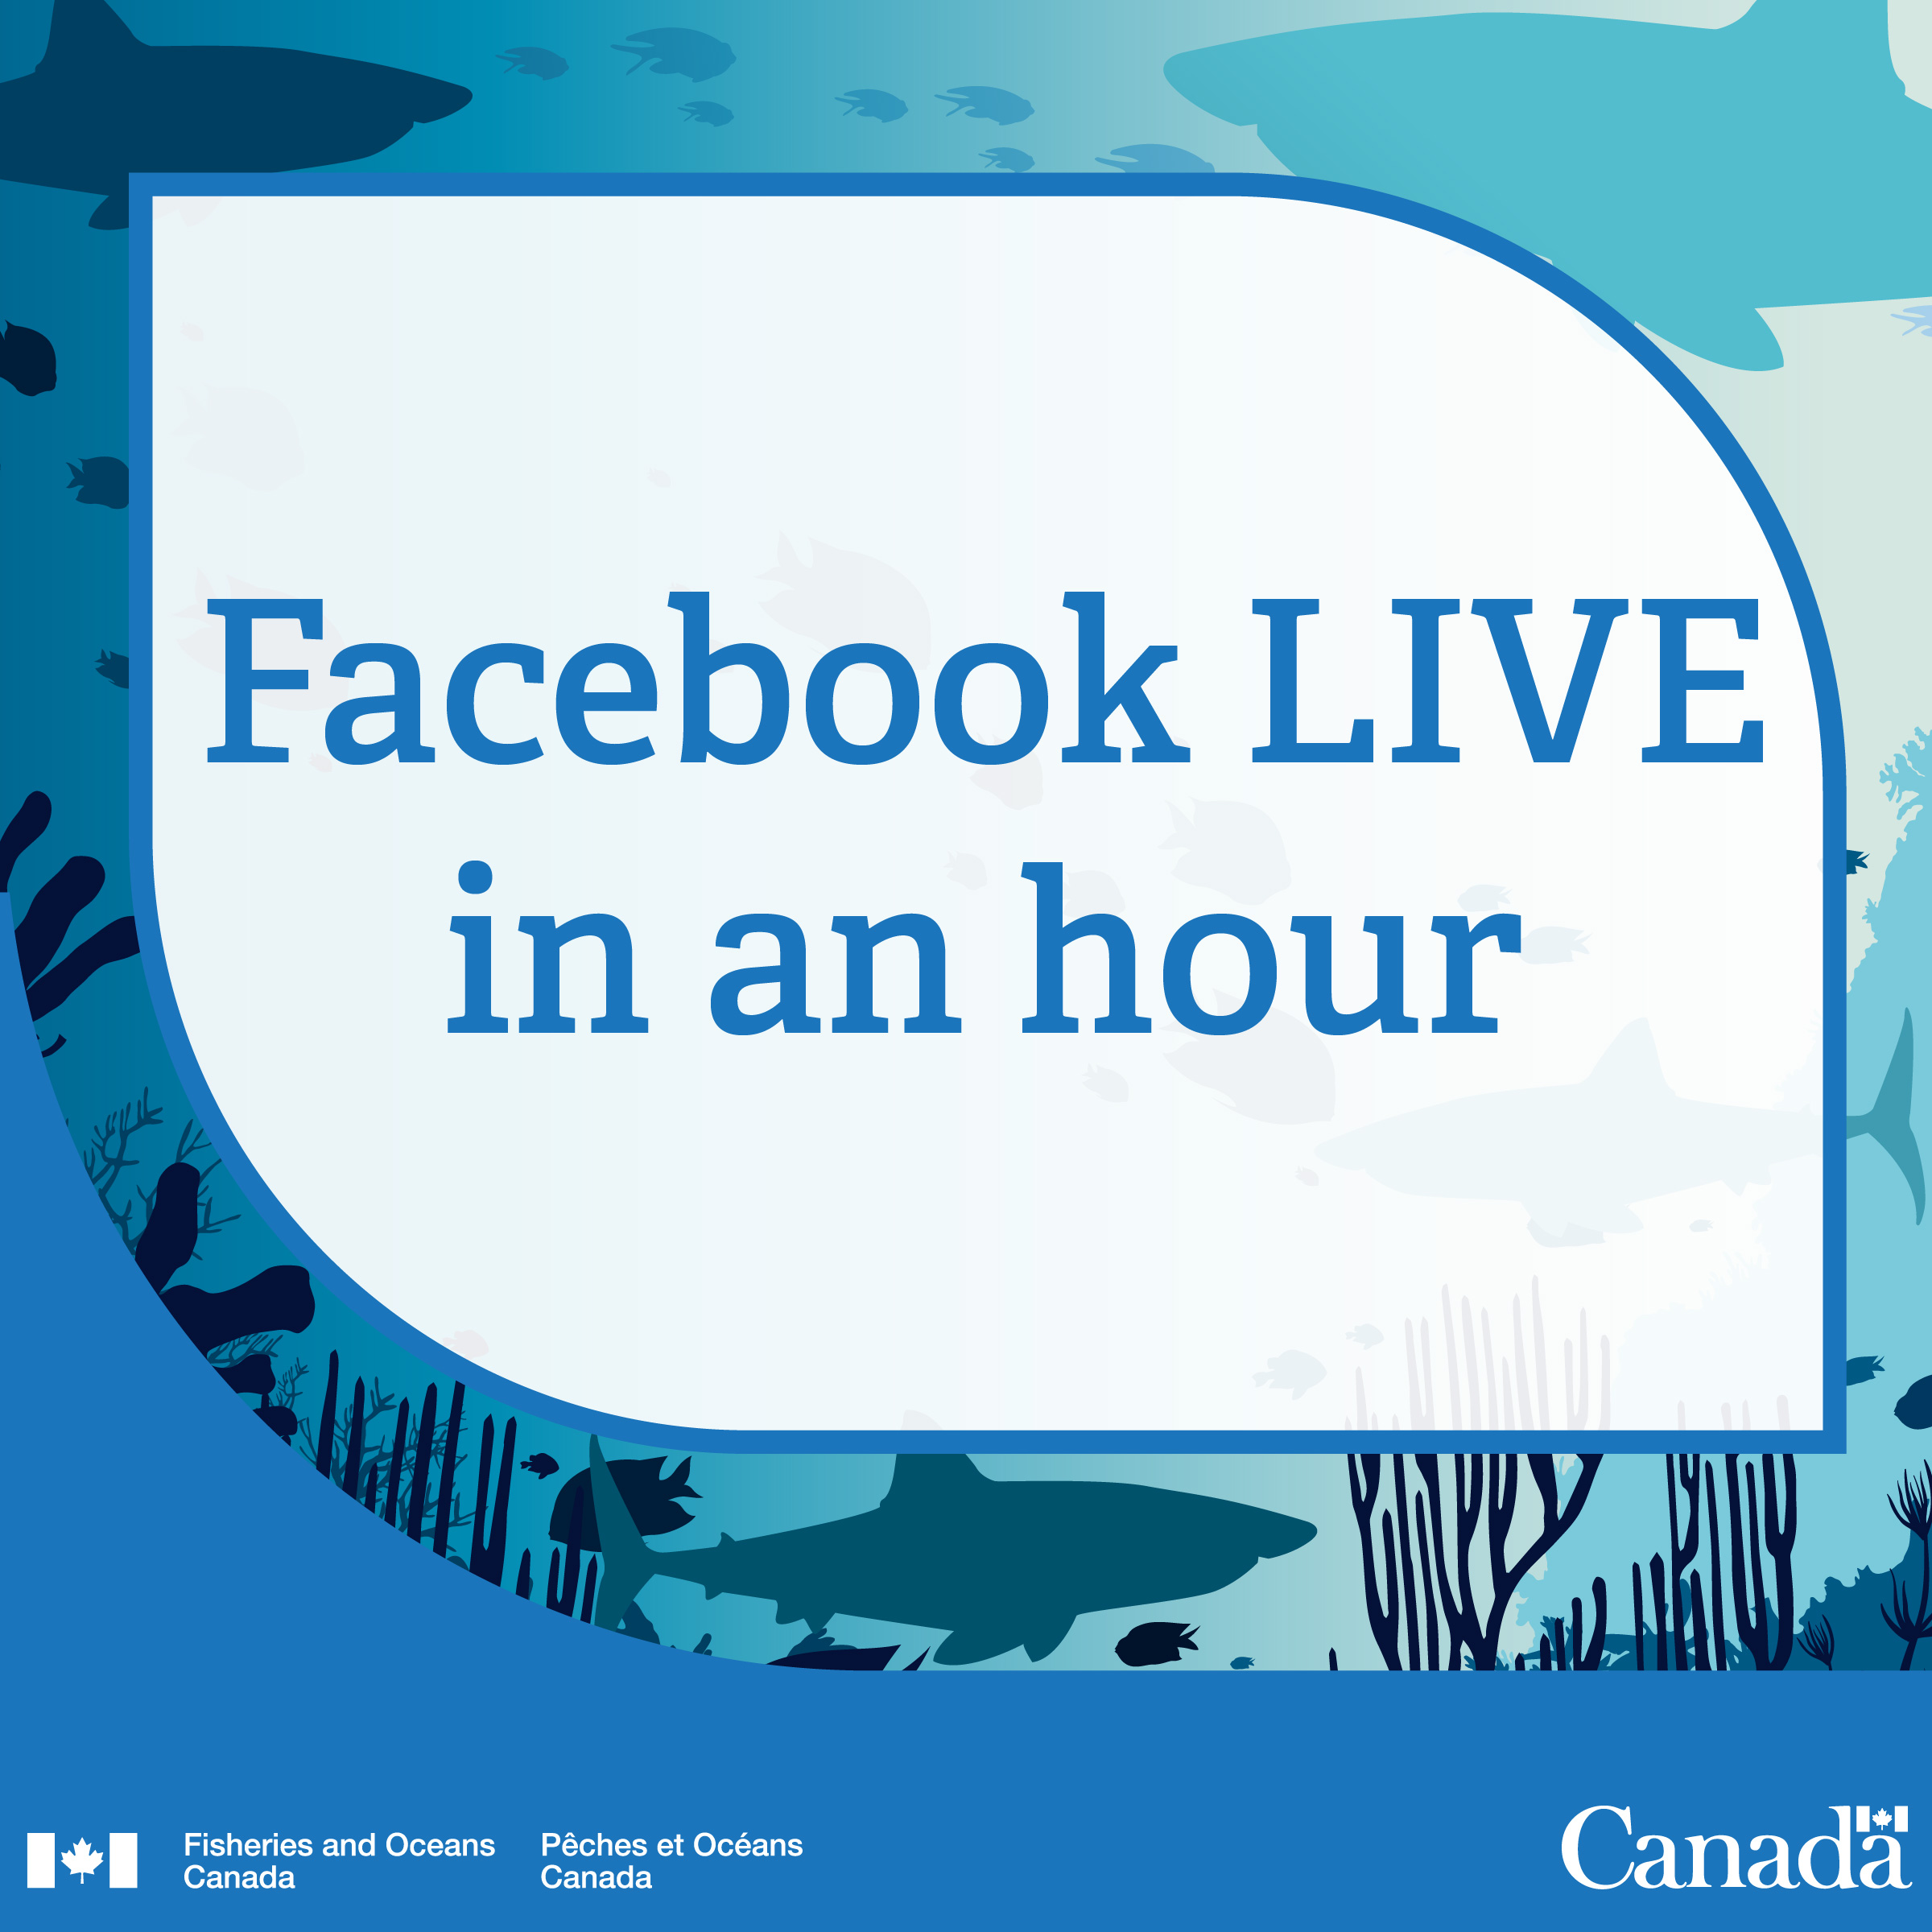 Facebook LIVE
in an hour
Fisheries and Oceans
Canada
Pêches et Océans
Canada
Canada